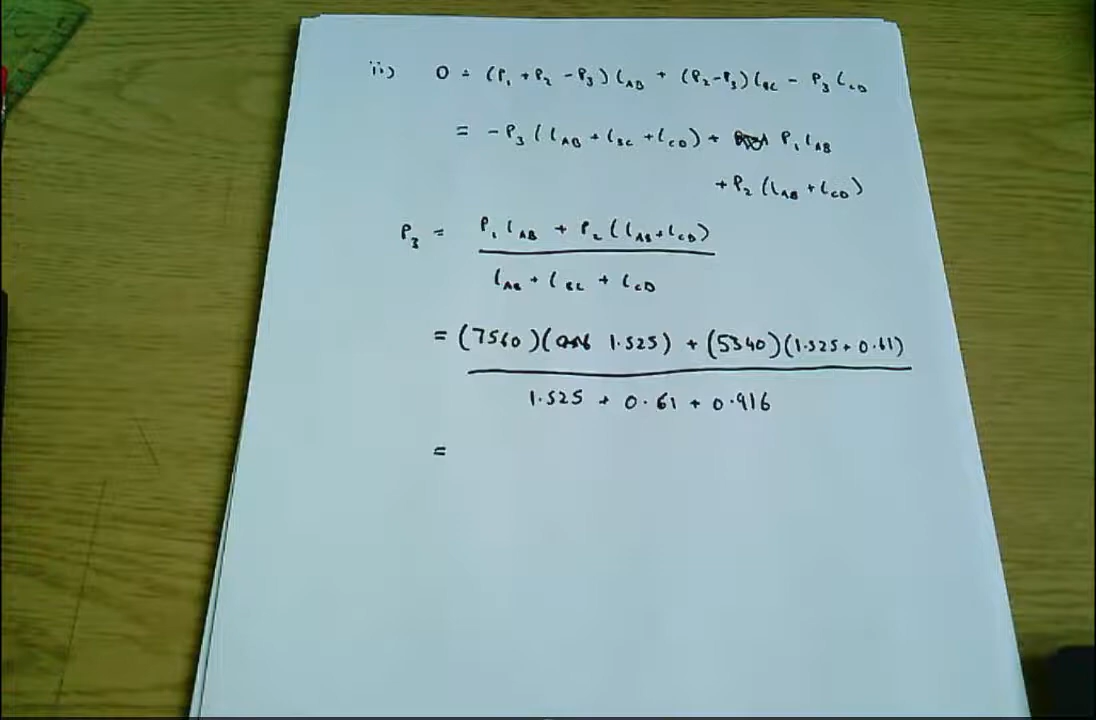 ii) 0 = (P₁ + P₂ - P₃) l_AB + (P₂ - P₃) l_BC - P₃ l_CD
= -P₃ (l_AB + l_BC + l_CD) + P₁ l_AB
+ P₂ (l_AB + l_CD)
P₃ = P₁ l_AB + P₂ (l_AB + l_CD)
l_AB + l_BC + l_CD
= (7560)(1.525) + (5340)(1.525 + 0.61)
1.525 + 0.61 + 0.916
=